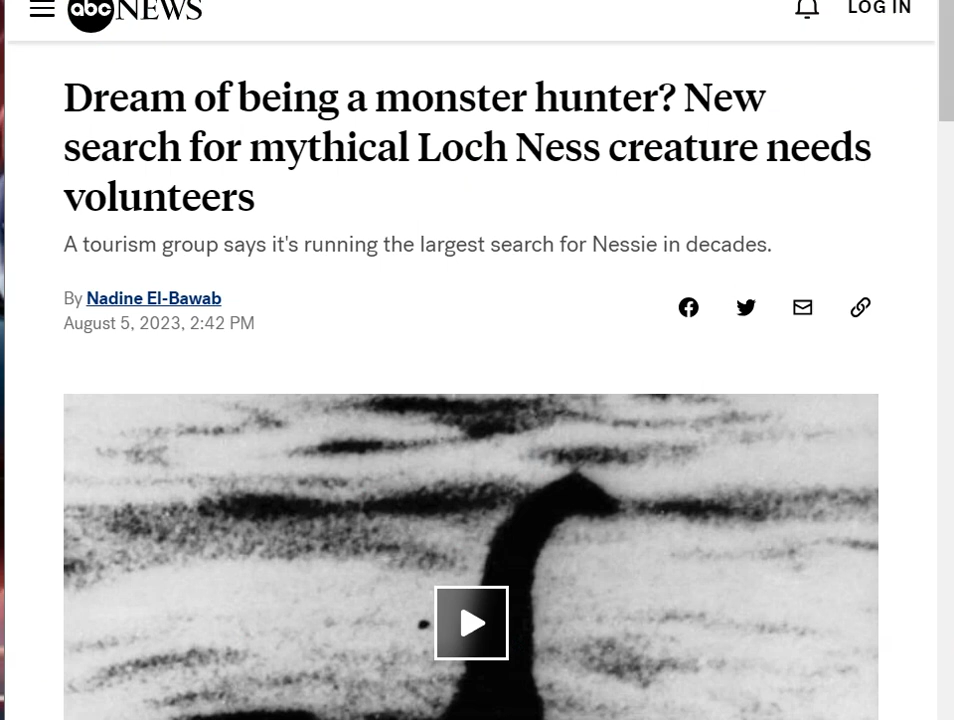 abc NEWS
LOG IN
Dream of being a monster hunter? New
search for mythical Loch Ness creature needs
volunteers
A tourism group says it's running the largest search for Nessie in decades.
By Nadine El-Bawab
August 5, 2023, 2:42 PM